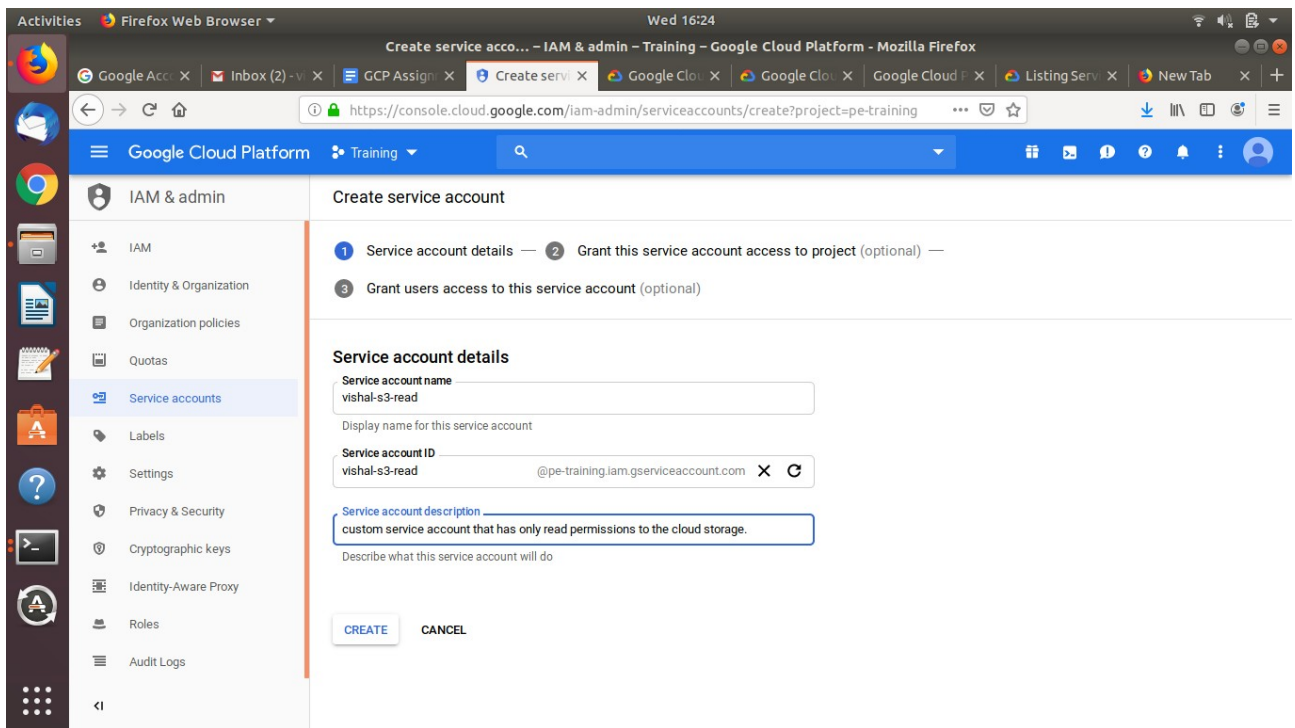 Activities Firefox Web Browser Wed 16:24
Create service acco... – IAM & admin – Training – Google Cloud Platform - Mozilla Firefox
Google Acc Inbox (2) - vi GCP Assign Create servi Google Clou Google Clou Google Cloud P Listing Serv New Tab
https://console.cloud.google.com/iam-admin/serviceaccounts/create?project=pe-training
Google Cloud Platform Training
IAM & admin
Create service account
IAM
Identity & Organization
Organization policies
Quotas
Service accounts
Labels
Settings
Privacy & Security
Cryptographic keys
Identity-Aware Proxy
Roles
Audit Logs
1 Service account details — 2 Grant this service account access to project (optional) —
3 Grant users access to this service account (optional)
Service account details
Service account name
vishal-s3-read
Display name for this service account
Service account ID
vishal-s3-read @pe-training.iam.gserviceaccount.com
Service account description
custom service account that has only read permissions to the cloud storage.
Describe what this service account will do
CREATE CANCEL